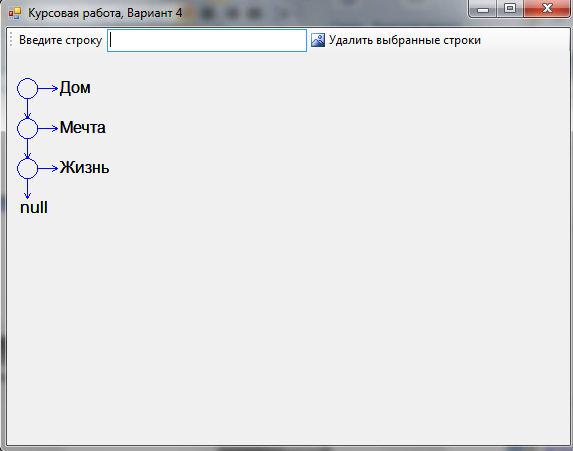 Курсовая работа, Вариант 4
Введите строку Удалить выбранные строки
Дом
Мечта
Жизнь
null